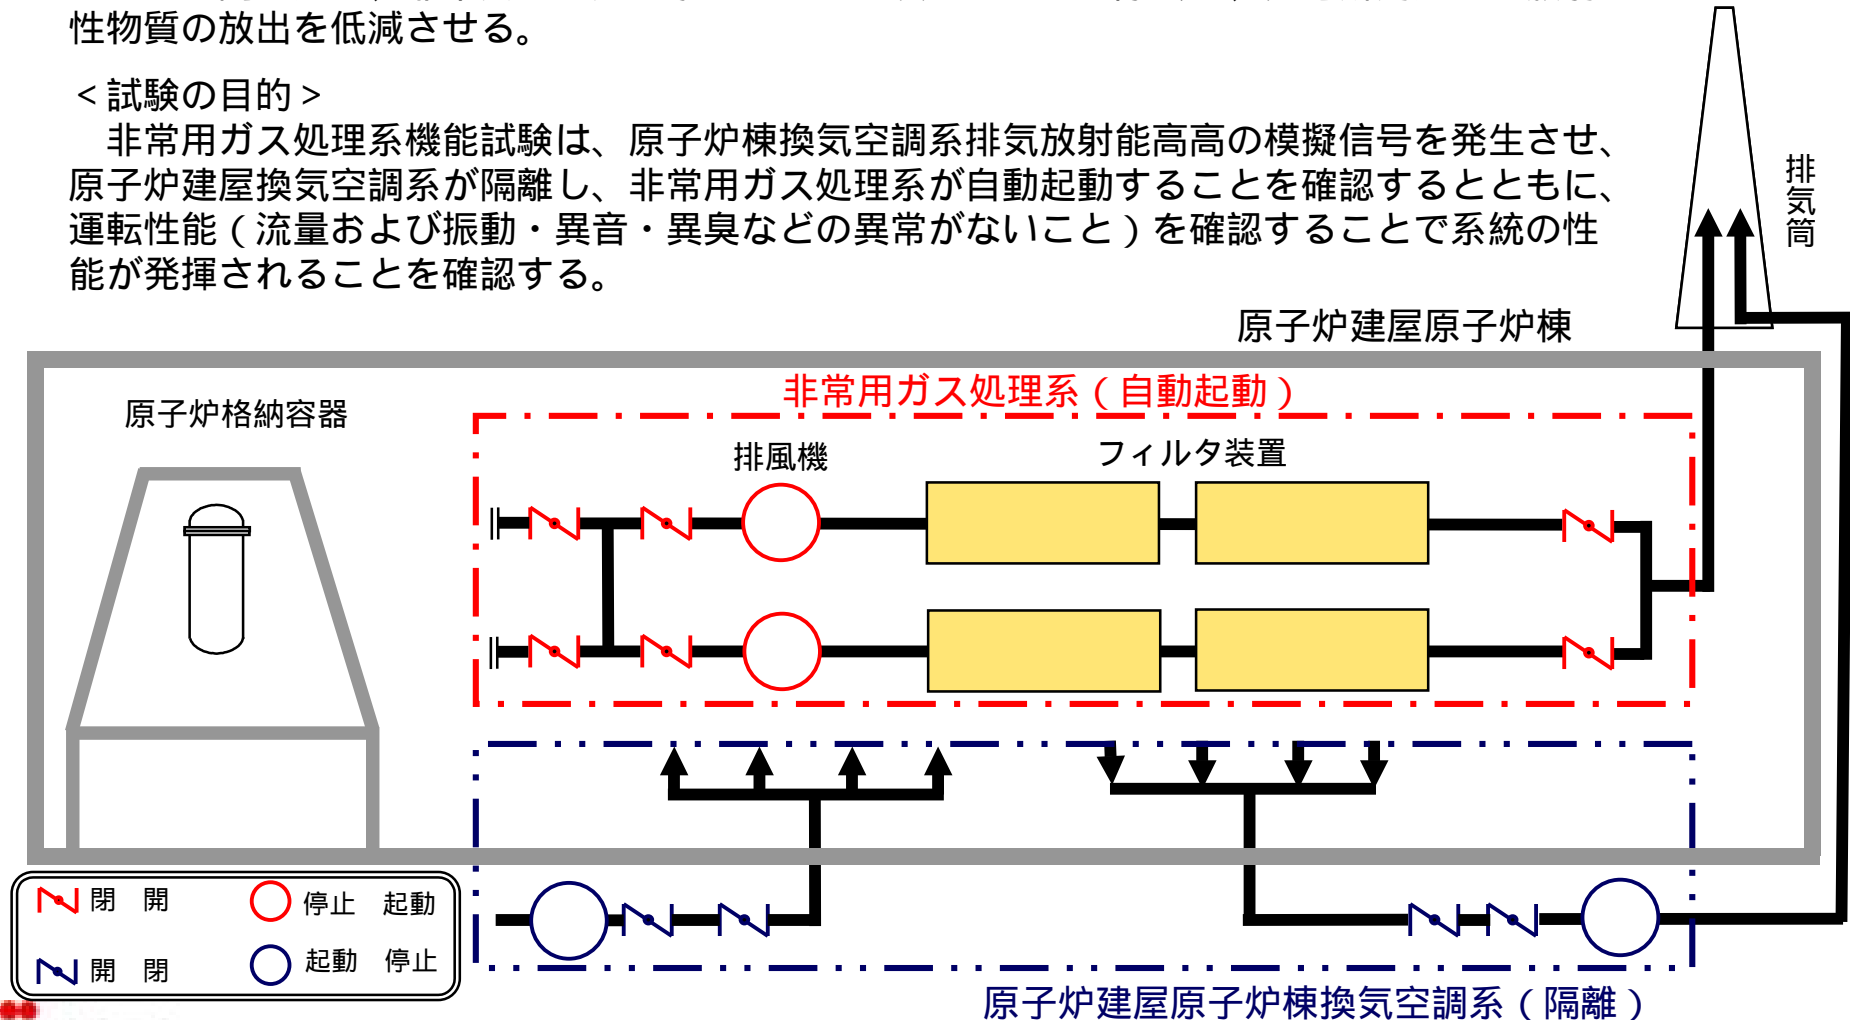 性物質の放出を低減させる。
＜試験の目的＞
非常用ガス処理系機能試験は、原子炉棟換気空調系排気放射能高高の模擬信号を発生させ、
原子炉建屋換気空調系が隔離し、非常用ガス処理系が自動起動することを確認するとともに、
運転性能（流量および振動・異音・異臭などの異常がないこと）を確認することで系統の性
能が発揮されることを確認する。
排気筒
原子炉建屋原子炉棟
非常用ガス処理系（自動起動）
原子炉格納容器
排風機
フィルタ装置
閉　開
停止　起動
開　閉
起動　停止
原子炉建屋原子炉棟換気空調系（隔離）